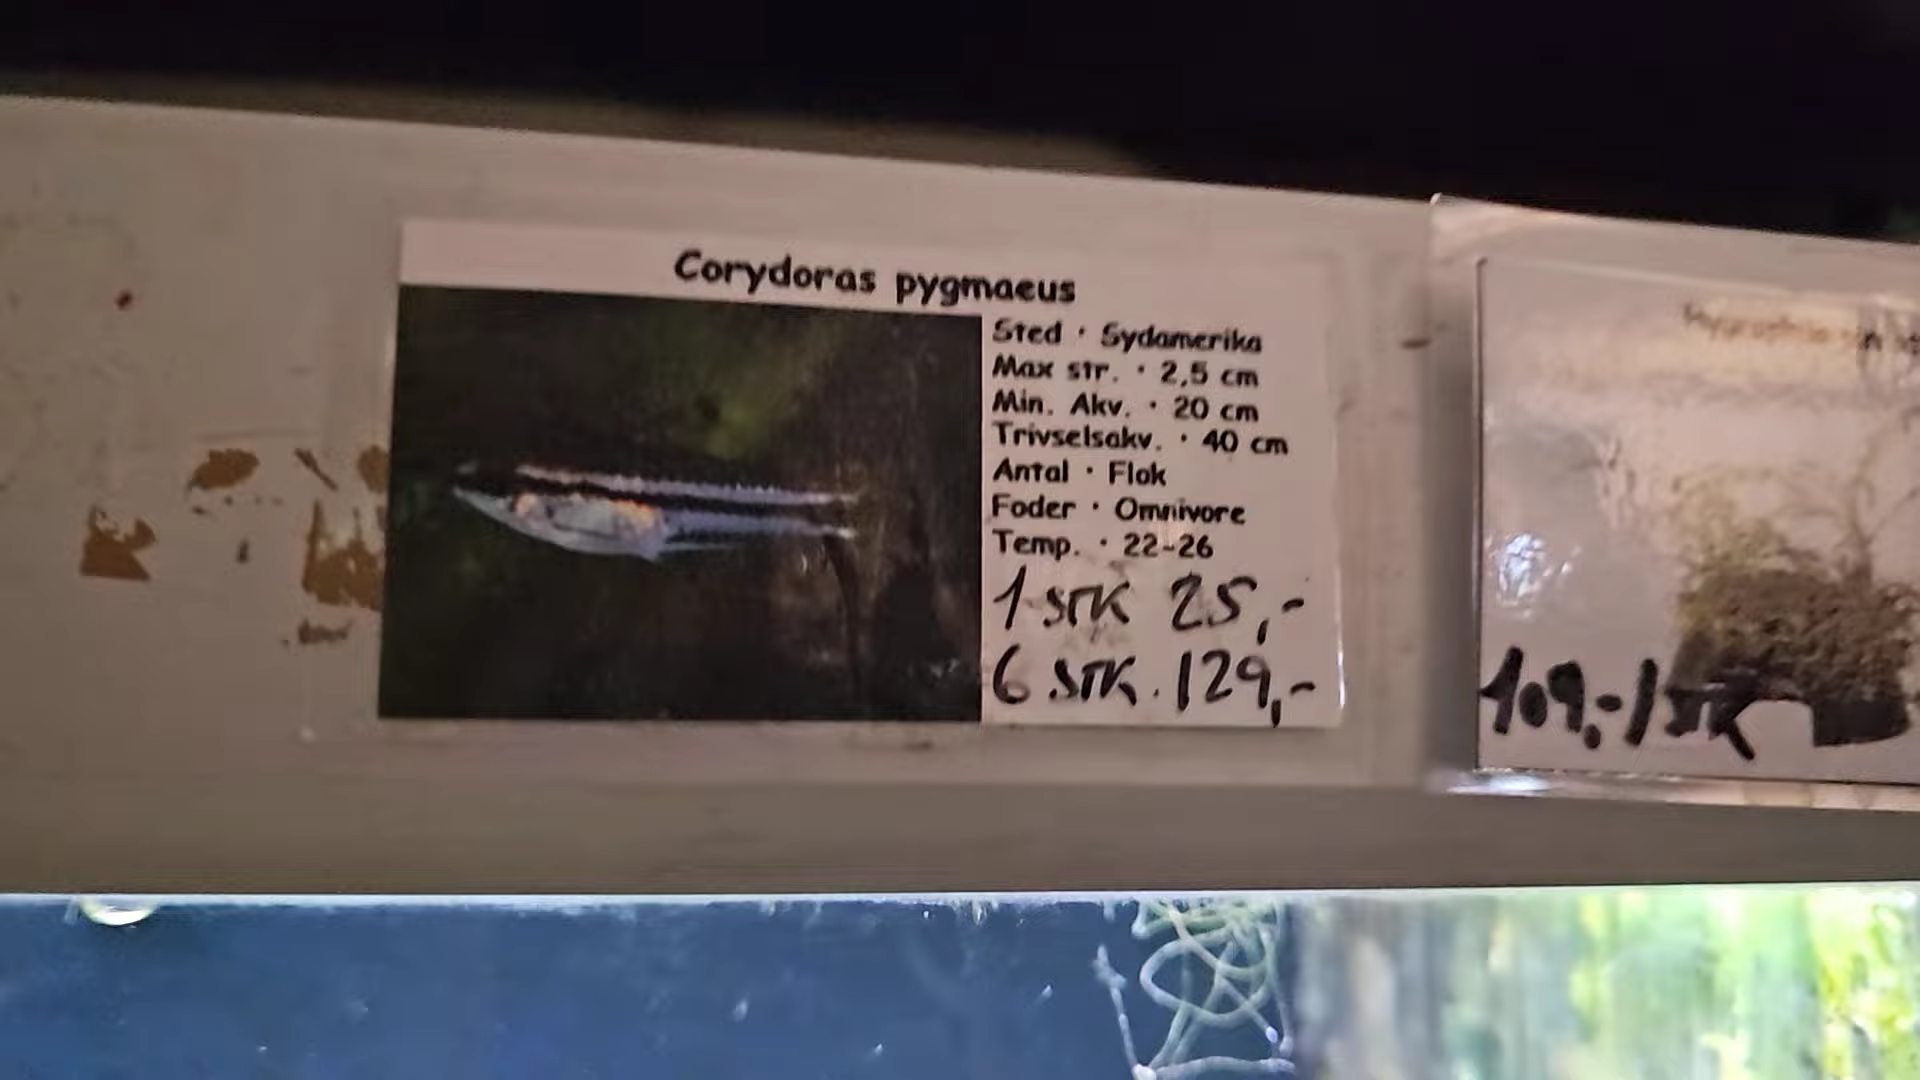 Corydoras pygmaeus
Sted · Sydamerika
Max str. · 2,5 cm
Min. Akv. · 20 cm
Trivselsakv. · 40 cm
Antal · Flok
Foder · Omnivore
Temp. · 22-26
1 STK 25,-
6 STK. 129,-
109,-/STK